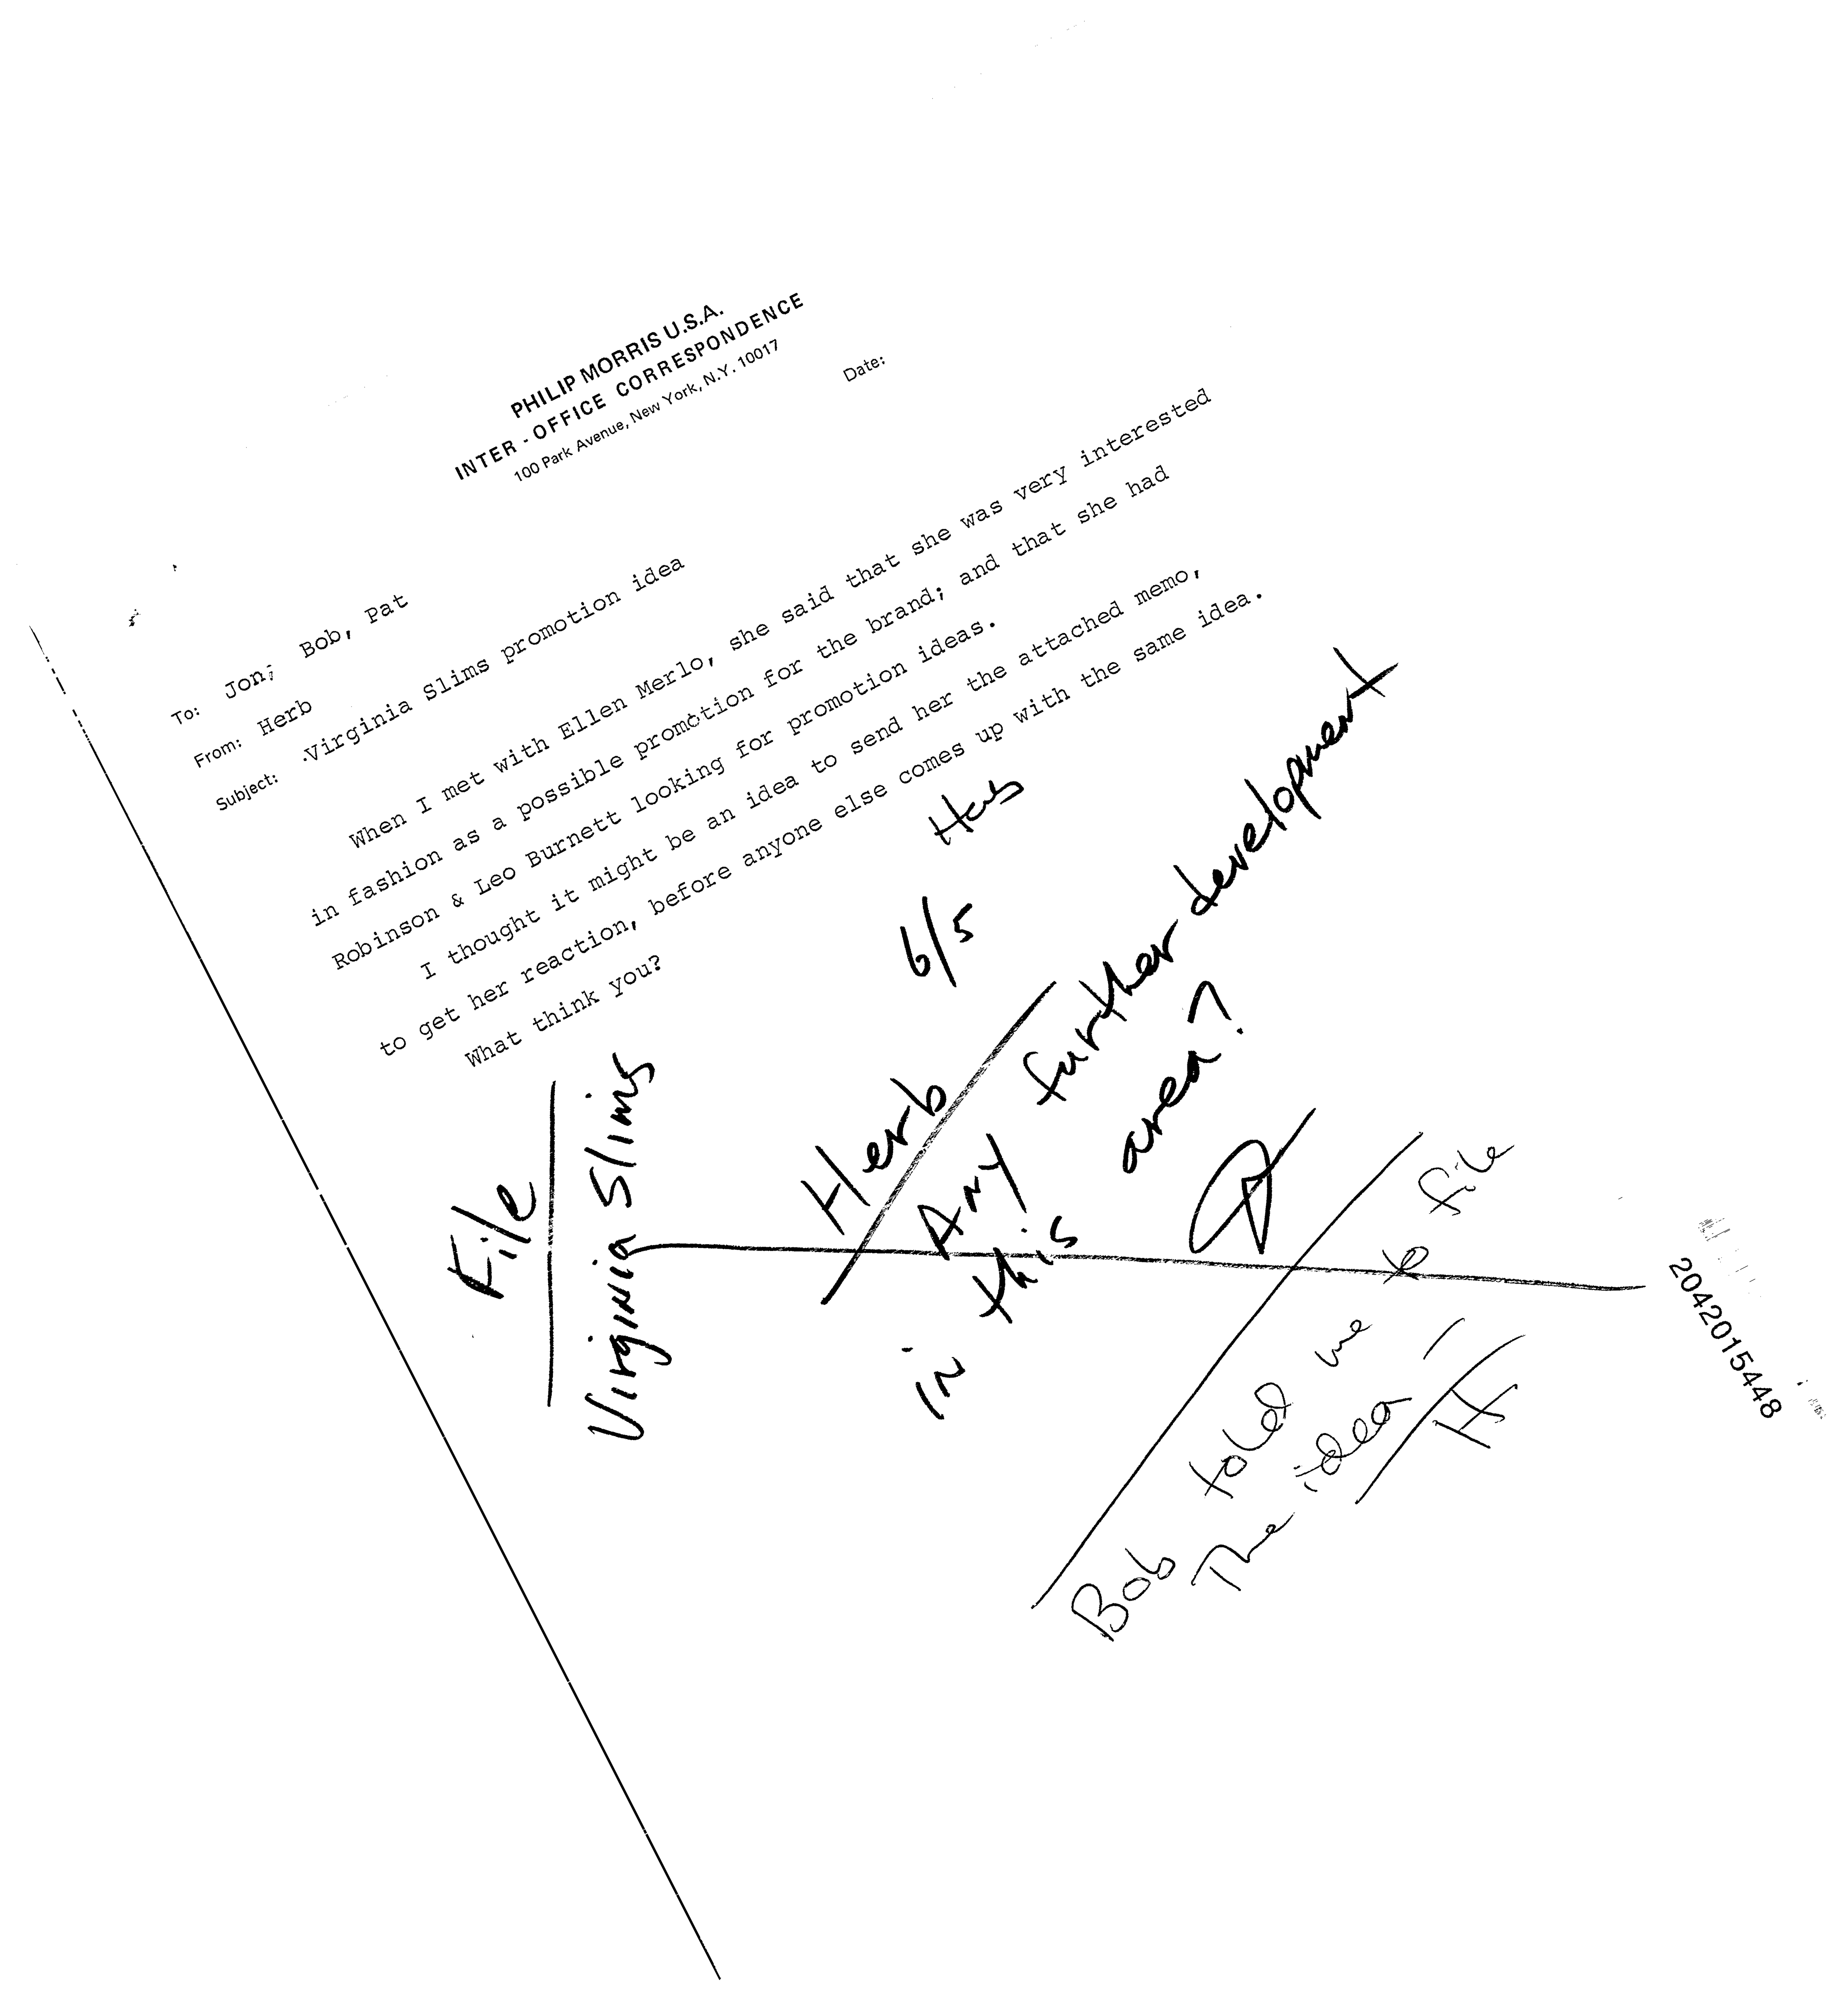 PHILIP MORRIS U.S.A.
INTER - OFFICE CORRESPONDENCE
100 Park Avenue, New York, N.Y. 10017
To: Jon; Bob, Pat
Date:
From: Herb
Subject: Virginia Slims promotion idea
When I met with Ellen Merlo, she said that she was very interested
in fashion as a possible promotion for the brand; and that she had
Robinson & Leo Burnett looking for promotion ideas.
I thought it might be an idea to send her the attached memo,
to get her reaction, before anyone else comes up with the same idea.
What think you?
6/5
Herb
Any further development
in this area?
File
Virginia Slims
Bob told me to file
The idea -
H
2042015448